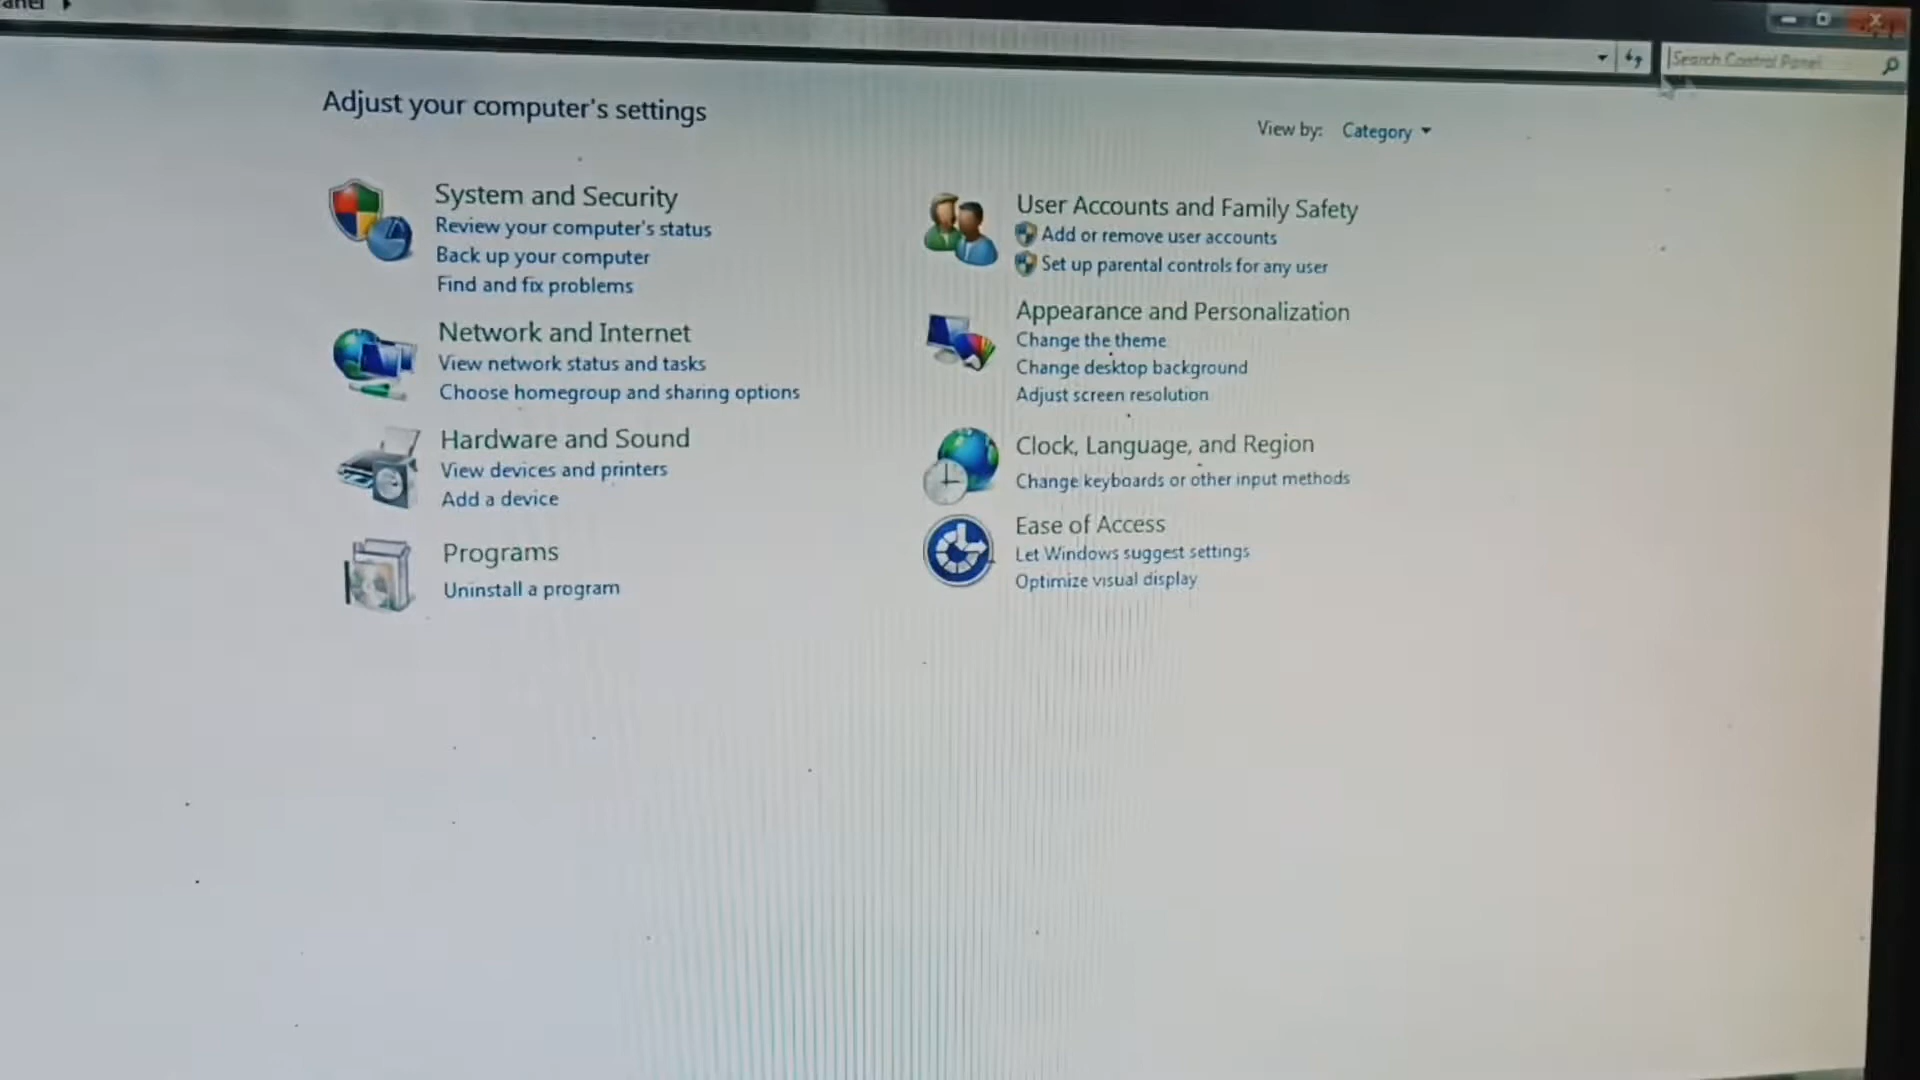 Search Control Panel
Adjust your computer's settings
View by: Category
System and Security
Review your computer's status
Back up your computer
Find and fix problems
Network and Internet
View network status and tasks
Choose homegroup and sharing options
Hardware and Sound
View devices and printers
Add a device
Programs
Uninstall a program
User Accounts and Family Safety
Add or remove user accounts
Set up parental controls for any user
Appearance and Personalization
Change the theme
Change desktop background
Adjust screen resolution
Clock, Language, and Region
Change keyboards or other input methods
Ease of Access
Let Windows suggest settings
Optimize visual display